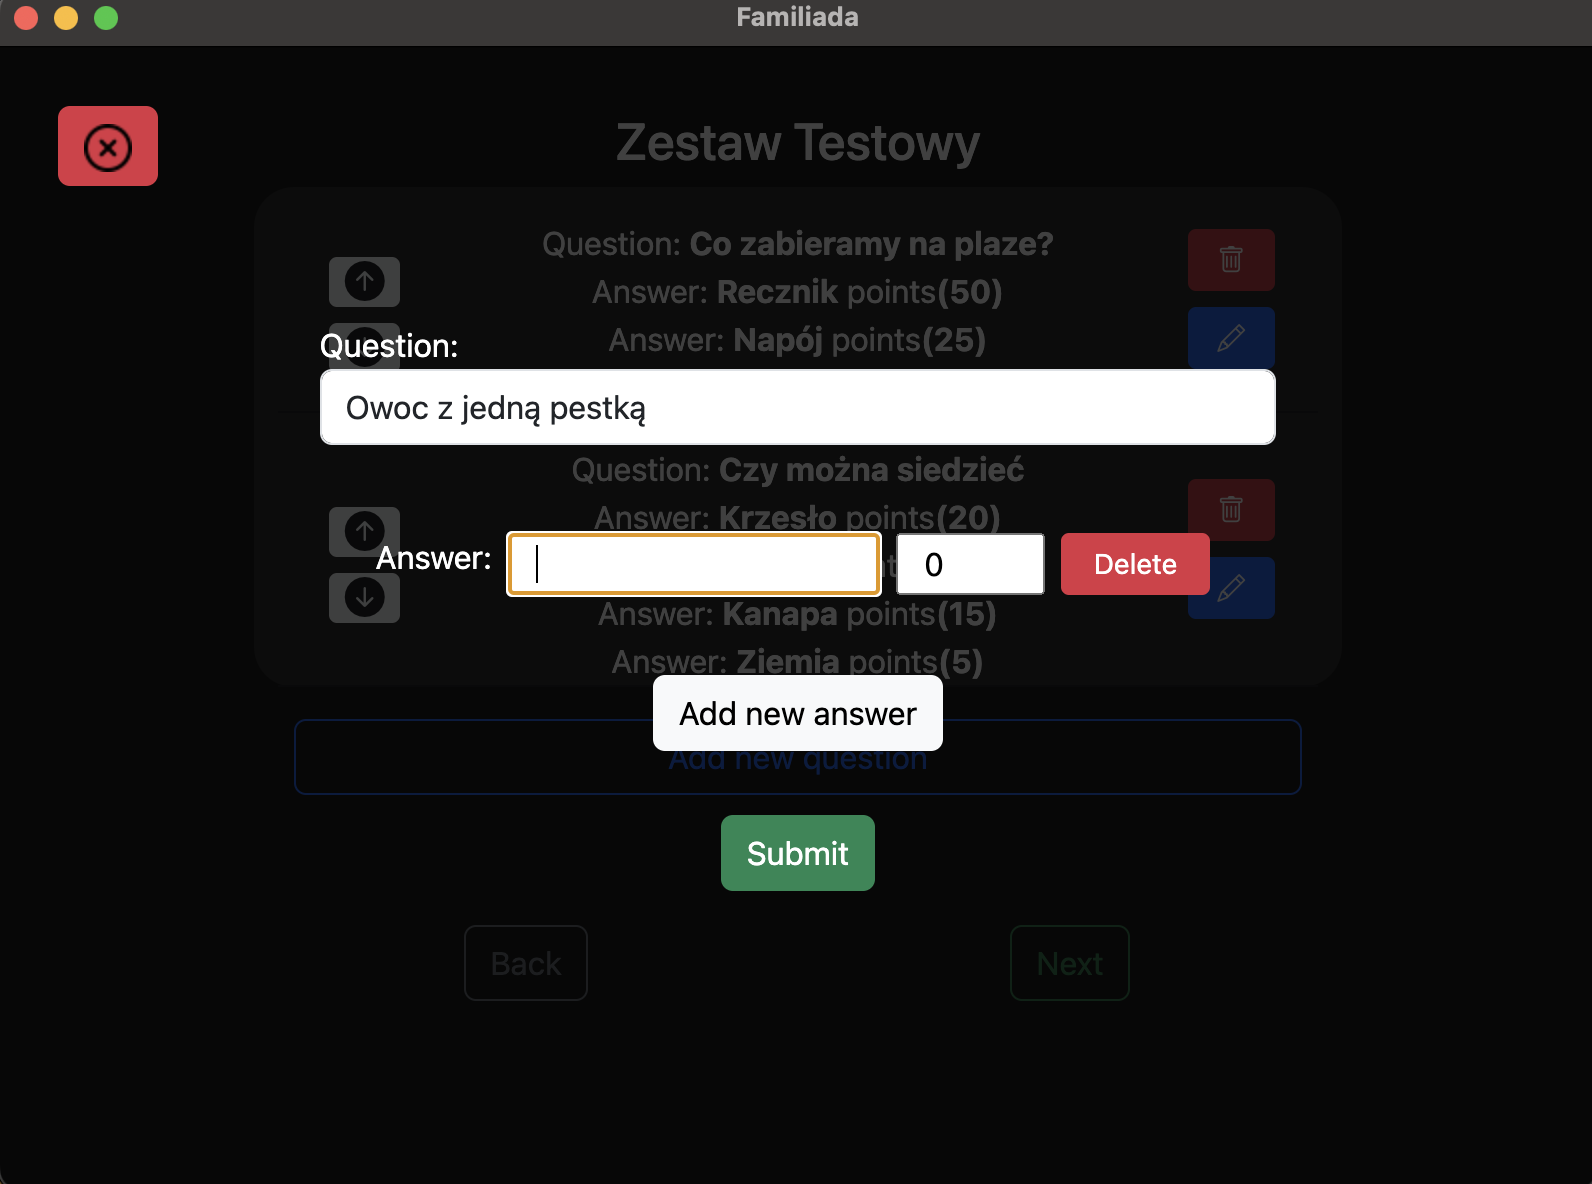 Familiada
Zestaw Testowy
Question: Co zabieramy na plaze?
Answer: Recznik points(50)
Answer: Napój points(25)
Question:
Owoc z jedną pestką
Question: Czy można siedzieć
Answer: Krzesło points(20)
Answer:
0
Delete
Answer: Kanapa points(15)
Answer: Ziemia points(5)
Add new answer
Add new question
Submit
Back
Next